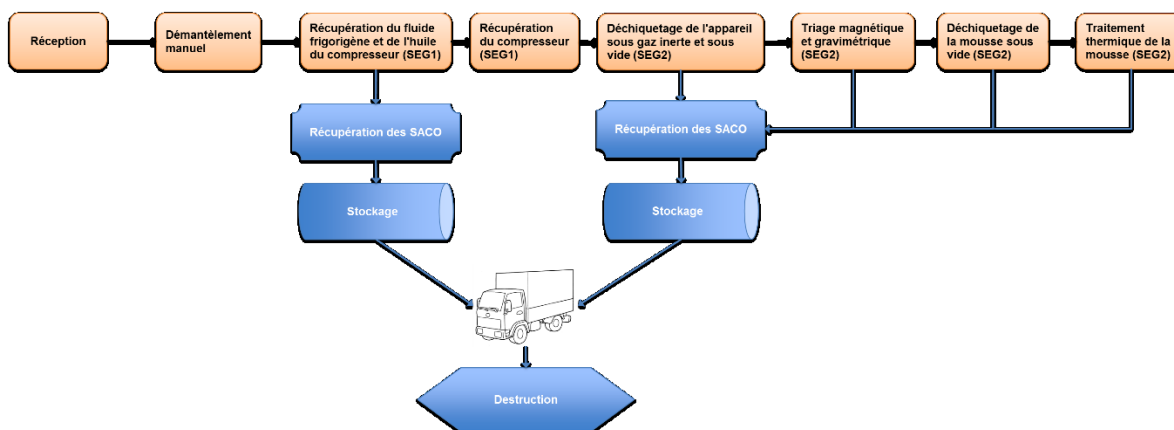 Réception
Démantèlement
manuel
Récupération du fluide
frigorigène et de l'huile
du compresseur (SEG1)
Récupération
du compresseur
(SEG1)
Déchiquetage de l'appareil
sous gaz inerte et sous
vide (SEG2)
Triage magnétique
et gravimétrique
(SEG2)
Déchiquetage de
la mousse sous
vide (SEG2)
Traitement
thermique de la
mousse (SEG2)
Récupération des SACO
Récupération des SACO
Stockage
Stockage
Destruction